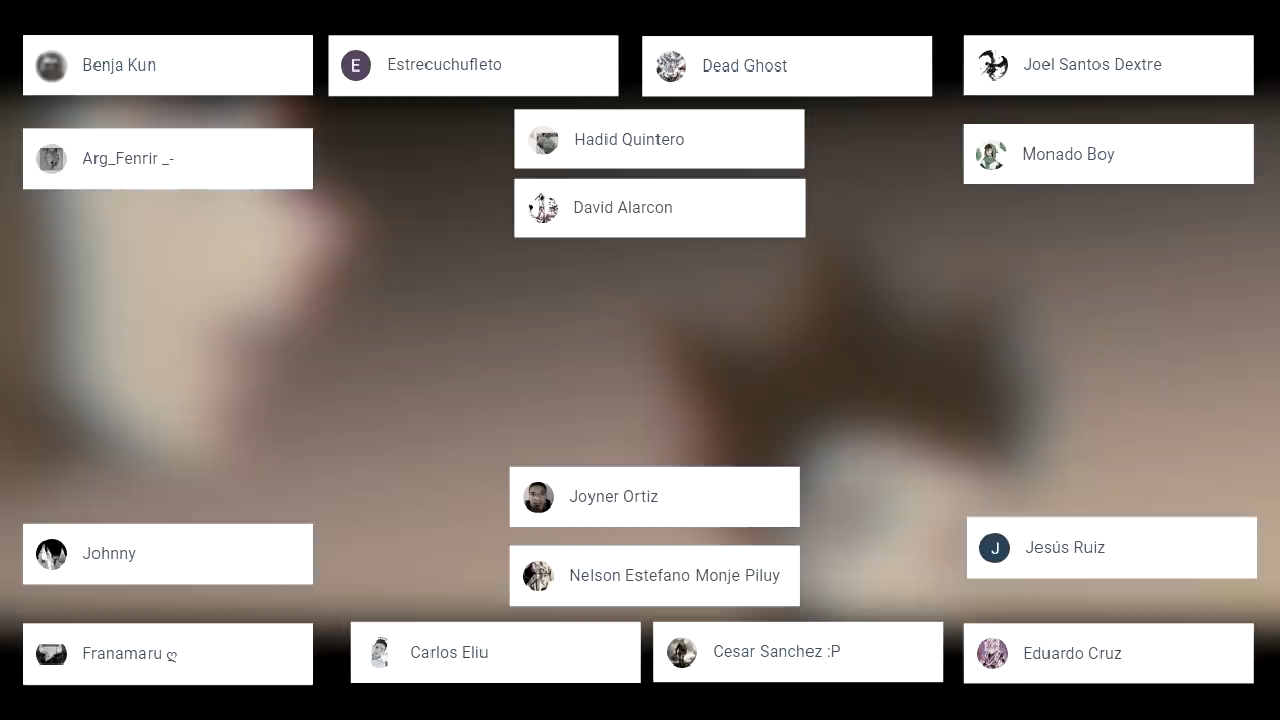 Benja Kun
E
Estrecuchufleto
Dead Ghost
Joel Santos Dextre
Arg_Fenrir _-
Hadid Quintero
Monado Boy
David Alarcon
Joyner Ortiz
Johnny
J
Jesús Ruiz
Nelson Estefano Monje Piluy
Franamaru ღ
Carlos Eliu
Cesar Sanchez :P
Eduardo Cruz